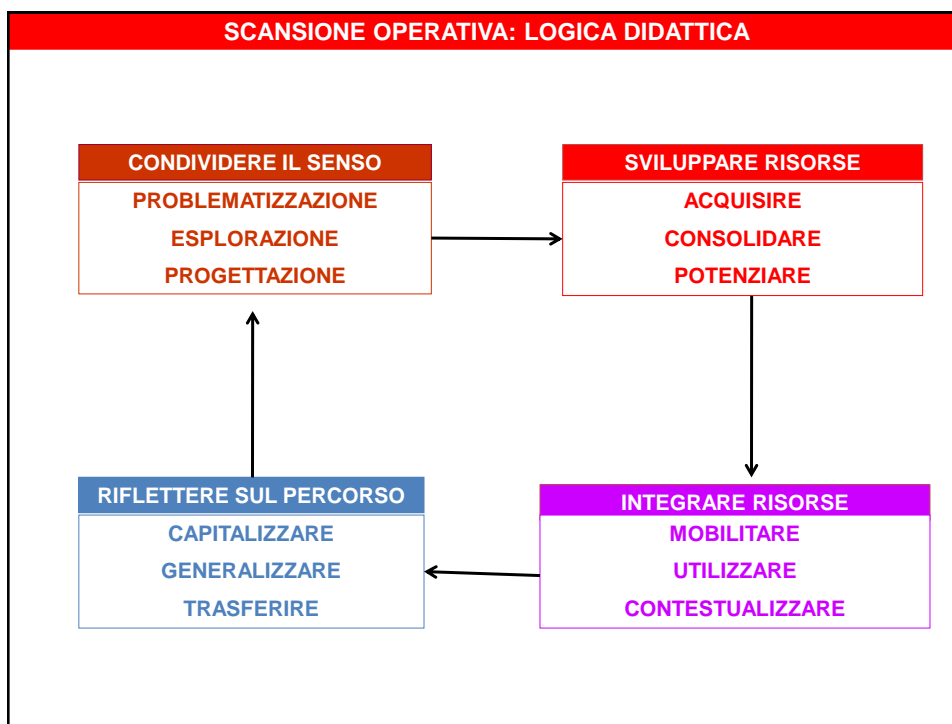 SCANSIONE OPERATIVA: LOGICA DIDATTICA
CONDIVIDERE IL SENSO
PROBLEMATIZZAZIONE
ESPLORAZIONE
PROGETTAZIONE
SVILUPPARE RISORSE
ACQUISIRE
CONSOLIDARE
POTENZIARE
RIFLETTERE SUL PERCORSO
CAPITALIZZARE
GENERALIZZARE
TRASFERIRE
INTEGRARE RISORSE
MOBILITARE
UTILIZZARE
CONTESTUALIZZARE